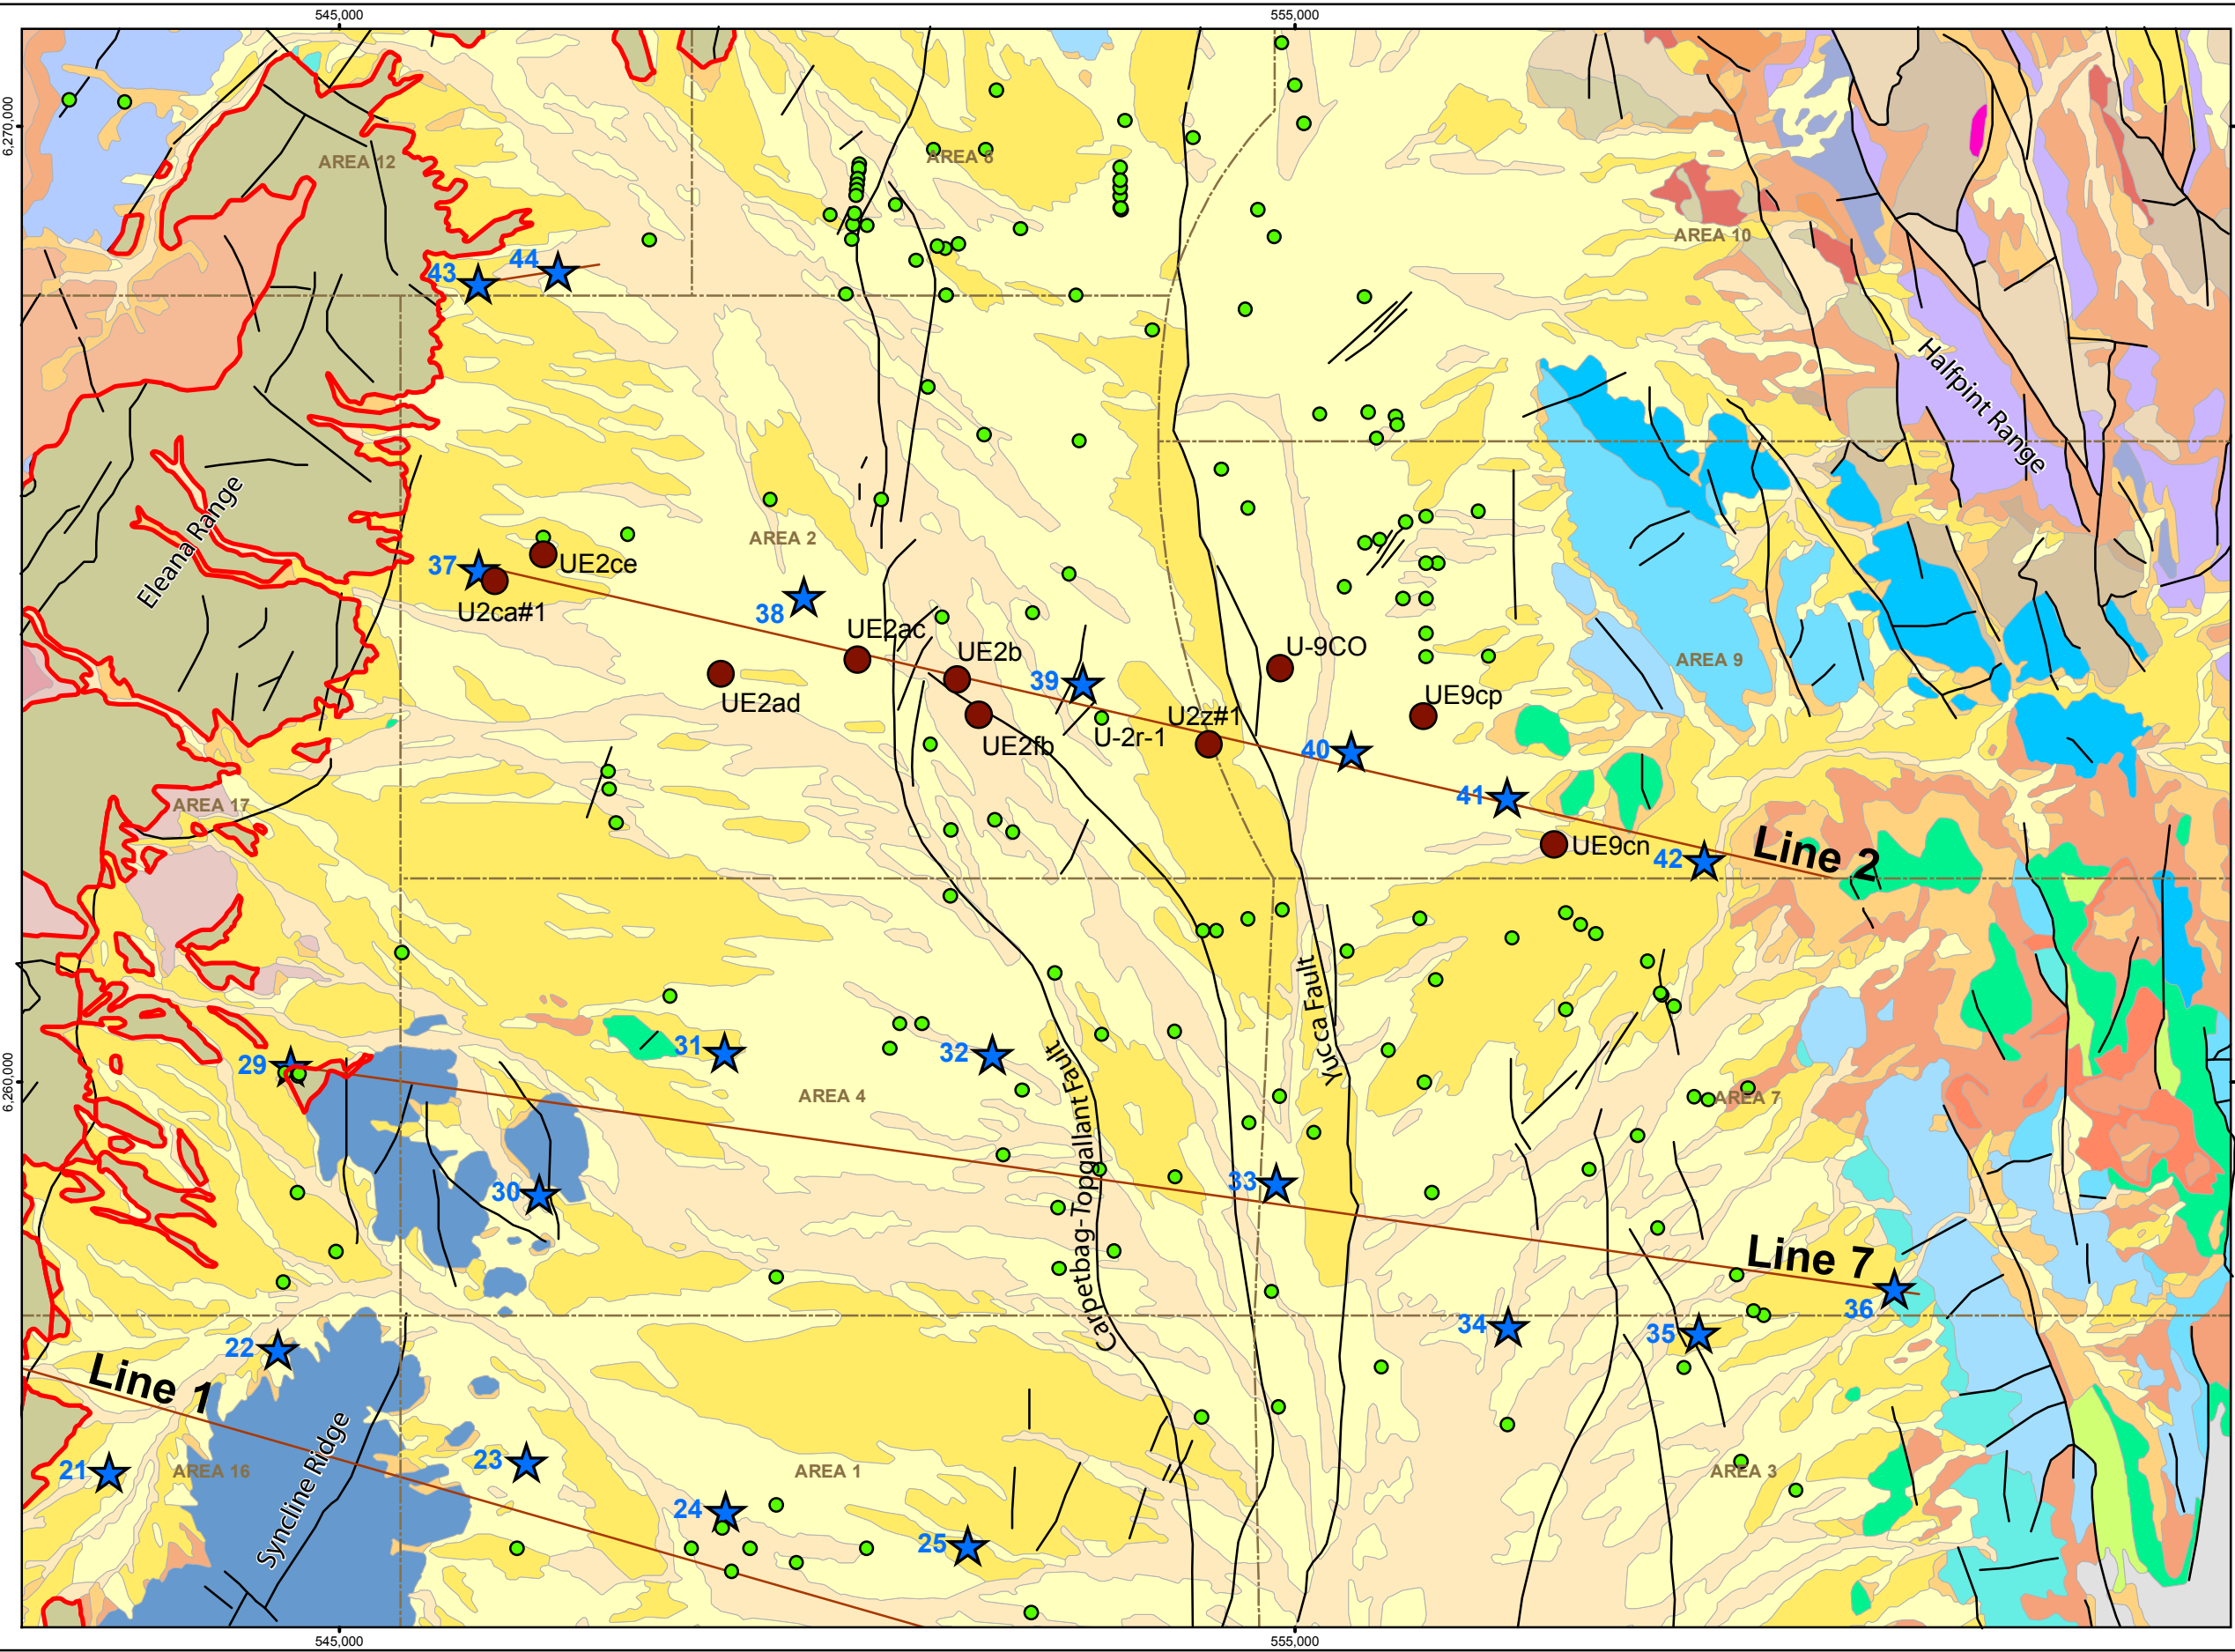 545,000
555,000
6,270,000
AREA 12
AREA 8
AREA 10
43
44
Halfpint Range
Eleana Range
AREA 2
37
UE2ce
U2ca#1
38
UE2ac
UE2b
U-9CO
AREA 9
39
UE2ad
UE9cp
U2z#1
UE2fb
U-2r-1
40
41
AREA 17
UE9cn
42
Line 2
Yucca Fault
29
31
32
6,260,000
Carpetbag-Topgallant Fault
AREA 4
AREA 7
30
33
Line 7
36
22
34
35
Line 1
Syncline Ridge
21
AREA 16
23
AREA 1
AREA 3
24
25
545,000
555,000